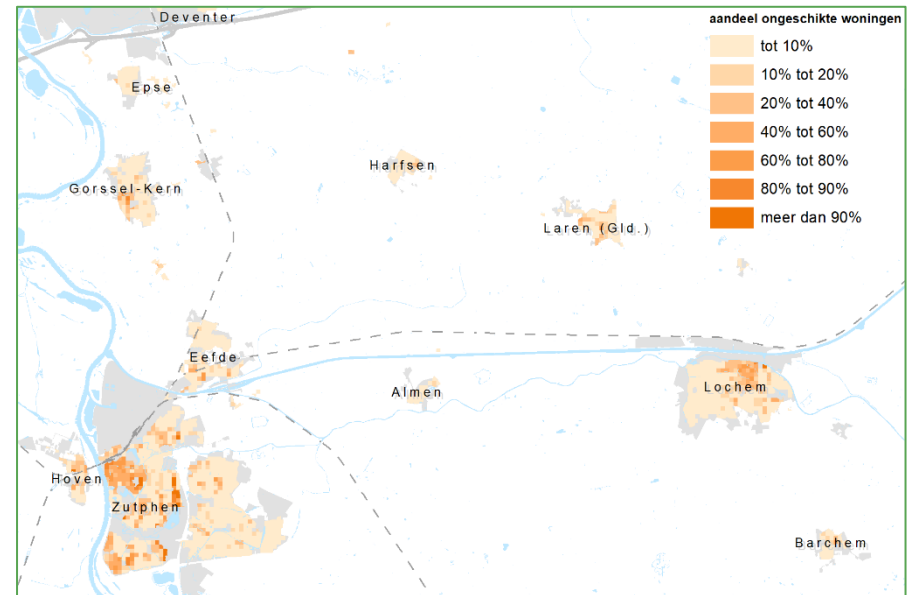 Deventer
aandeel ongeschikte woningen
tot 10%
10% tot 20%
20% tot 40%
40% tot 60%
60% tot 80%
80% tot 90%
meer dan 90%
Epse
Harfsen
Gorssel-Kern
Laren (Gld.)
Eefde
Almen
Lochem
Hoven
Zutphen
Barchem